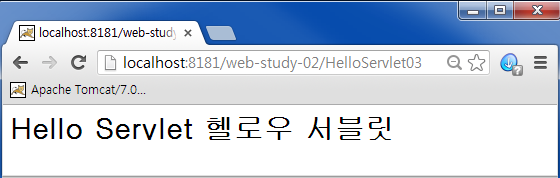 localhost:8181/web-stud
localhost:8181/web-study-02/HelloServlet03
Apache Tomcat/7.0...
Hello Servlet 헬로우 서블릿